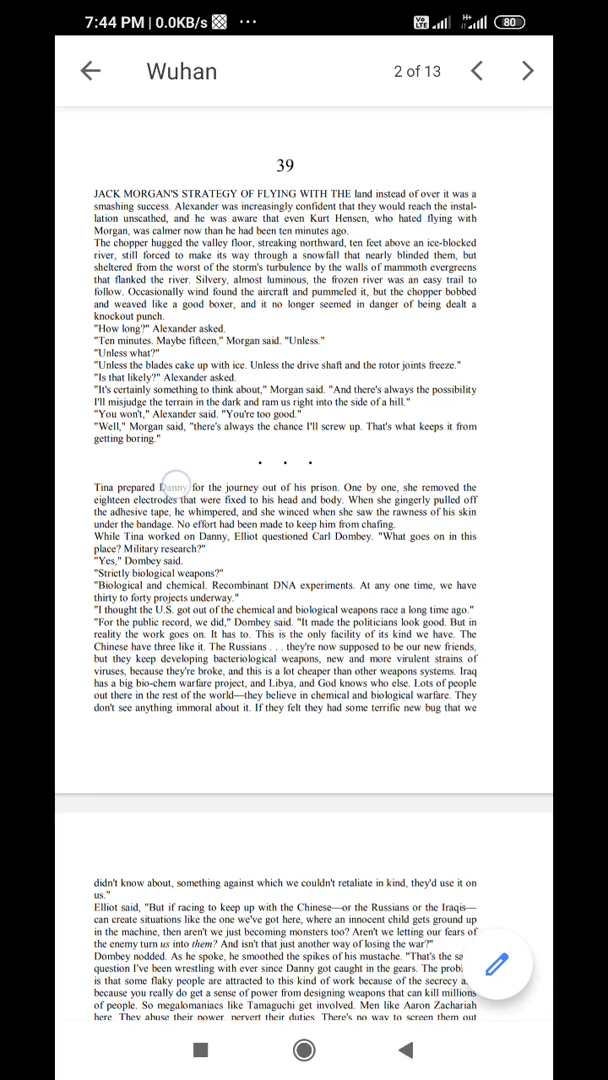 7:44 PM | 0.0KB/s ...
Vo LTE H+ 80
Wuhan 2 of 13
39
JACK MORGAN'S STRATEGY OF FLYING WITH THE land instead of over it was a
smashing success. Alexander was increasingly confident that they would reach the instal-
lation unscathed, and he was aware that even Kurt Hensen, who hated flying with
Morgan, was calmer now than he had been ten minutes ago.
The chopper hugged the valley floor, streaking northward, ten feet above an ice-blocked
river, still forced to make its way through a snowfall that nearly blinded them, but
sheltered from the worst of the storm's turbulence by the walls of mammoth evergreens
that flanked the river. Silvery, almost luminous, the frozen river was an easy trail to
follow. Occasionally wind found the aircraft and pummeled it, but the chopper bobbed
and weaved like a good boxer, and it no longer seemed in danger of being dealt a
knockout punch.
"How long?" Alexander asked.
"Ten minutes. Maybe fifteen," Morgan said. "Unless."
"Unless what?"
"Unless the blades cake up with ice. Unless the drive shaft and the rotor joints freeze."
"Is that likely?" Alexander asked.
"It's certainly something to think about," Morgan said. "And there's always the possibility
I'll misjudge the terrain in the dark and ram us right into the side of a hill."
"You won't," Alexander said. "You're too good."
"Well," Morgan said, "there's always the chance I'll screw up. That's what keeps it from
getting boring."
• • •
Tina prepared Danny for the journey out of his prison. One by one, she removed the
eighteen electrodes that were fixed to his head and body. When she gingerly pulled off
the adhesive tape, he whimpered, and she winced when she saw the rawness of his skin
under the bandage. No effort had been made to keep him from chafing.
While Tina worked on Danny, Elliot questioned Carl Dombey. "What goes on in this
place? Military research?"
"Yes," Dombey said.
"Strictly biological weapons?"
"Biological and chemical. Recombinant DNA experiments. At any one time, we have
thirty to forty projects underway."
"I thought the U.S. got out of the chemical and biological weapons race a long time ago."
"For the public record, we did," Dombey said. "It made the politicians look good. But in
reality the work goes on. It has to. This is the only facility of its kind we have. The
Chinese have three like it. The Russians . . . they're now supposed to be our new friends,
but they keep developing bacteriological weapons, new and more virulent strains of
viruses, because they're broke, and this is a lot cheaper than other weapons systems. Iraq
has a big bio-chem warfare project, and Libya, and God knows who else. Lots of people
out there in the rest of the world—they believe in chemical and biological warfare. They
don't see anything immoral about it. If they felt they had some terrific new bug that we
didn't know about, something against which we couldn't retaliate in kind, they'd use it on
us."
Elliot said, "But if racing to keep up with the Chinese—or the Russians or the Iraqis—
can create situations like the one we've got here, where an innocent child gets ground up
in the machine, then aren't we just becoming monsters too? Aren't we letting our fears of
the enemy turn us into them? And isn't that just another way of losing the war?"
Dombey nodded. As he spoke, he smoothed the spikes of his mustache. "That's the
question I've been wrestling with ever since Danny got caught in the gears. The
is that some flaky people are attracted to this kind of work because of the secrecy
because you really do get a sense of power from designing weapons that can kill millions
of people. So megalomaniacs like Tamaguchi get involved. Men like Aaron Zachariah
here. They abuse their power, pervert their duties. There's no way to screen them out